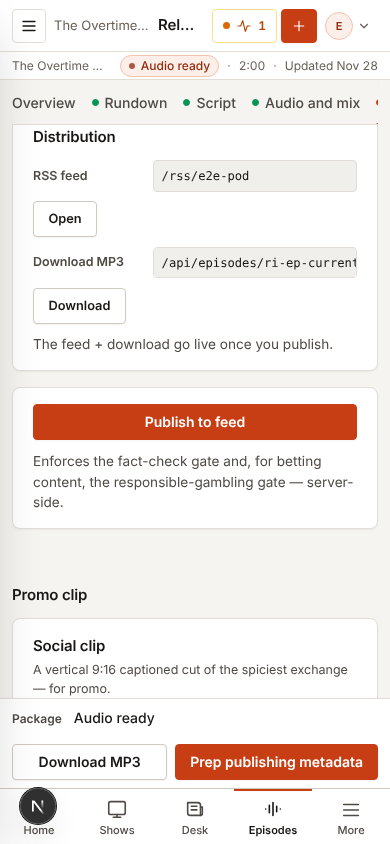 The Overtime... Rel... 1 + E
The Overtime ... Audio ready · 2:00 · Updated Nov 28
Overview Rundown Script Audio and mix
Distribution
RSS feed /rss/e2e-pod
Open
Download MP3 /api/episodes/ri-ep-current
Download
The feed + download go live once you publish.
Publish to feed
Enforces the fact-check gate and, for betting
content, the responsible-gambling gate — server-
side.
Promo clip
Social clip
A vertical 9:16 captioned cut of the spiciest exchange
— for promo.
Package Audio ready
Download MP3 Prep publishing metadata
N
Home Shows Desk Episodes More